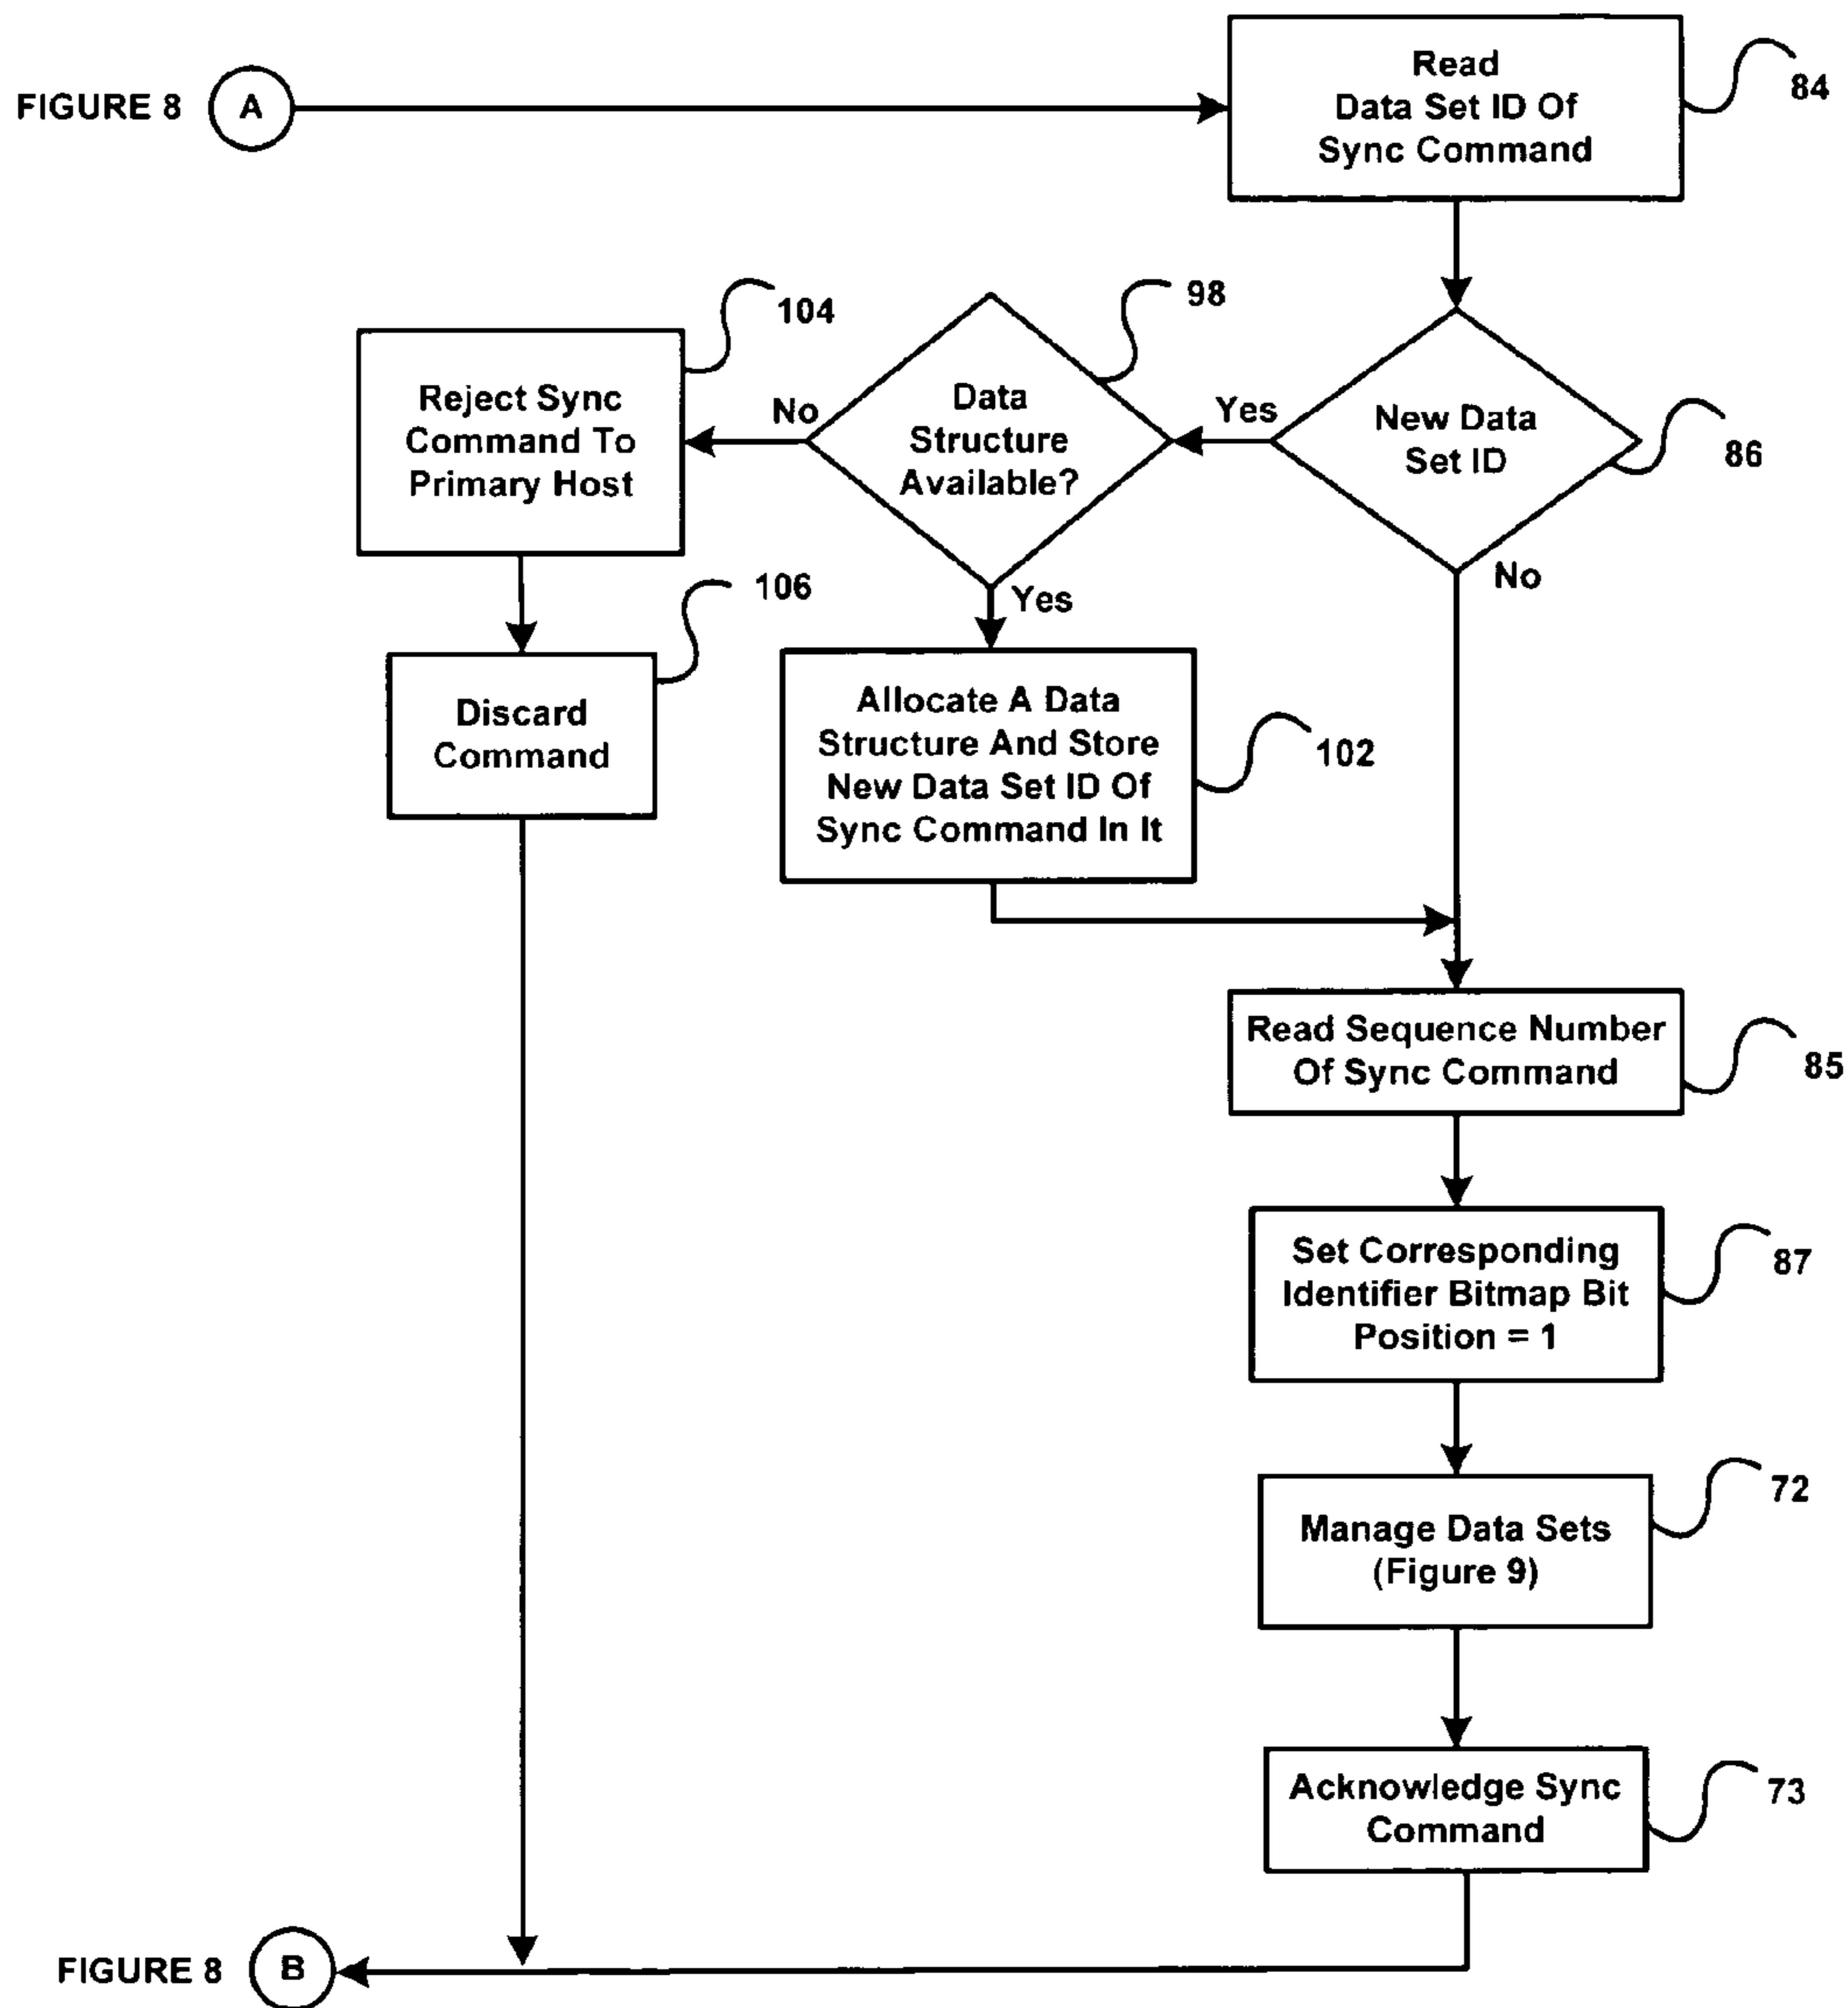 FIGURE 8
A
Read
Data Set ID Of
Sync Command
84
New Data
Set ID
86
Yes
No
Data
Structure
Available?
98
No
Yes
Reject Sync
Command To
Primary Host
104
Discard
Command
106
Allocate A Data
Structure And Store
New Data Set ID Of
Sync Command In It
102
Read Sequence Number
Of Sync Command
85
Set Corresponding
Identifier Bitmap Bit
Position = 1
87
Manage Data Sets
(Figure 9)
72
Acknowledge Sync
Command
73
FIGURE 8
B